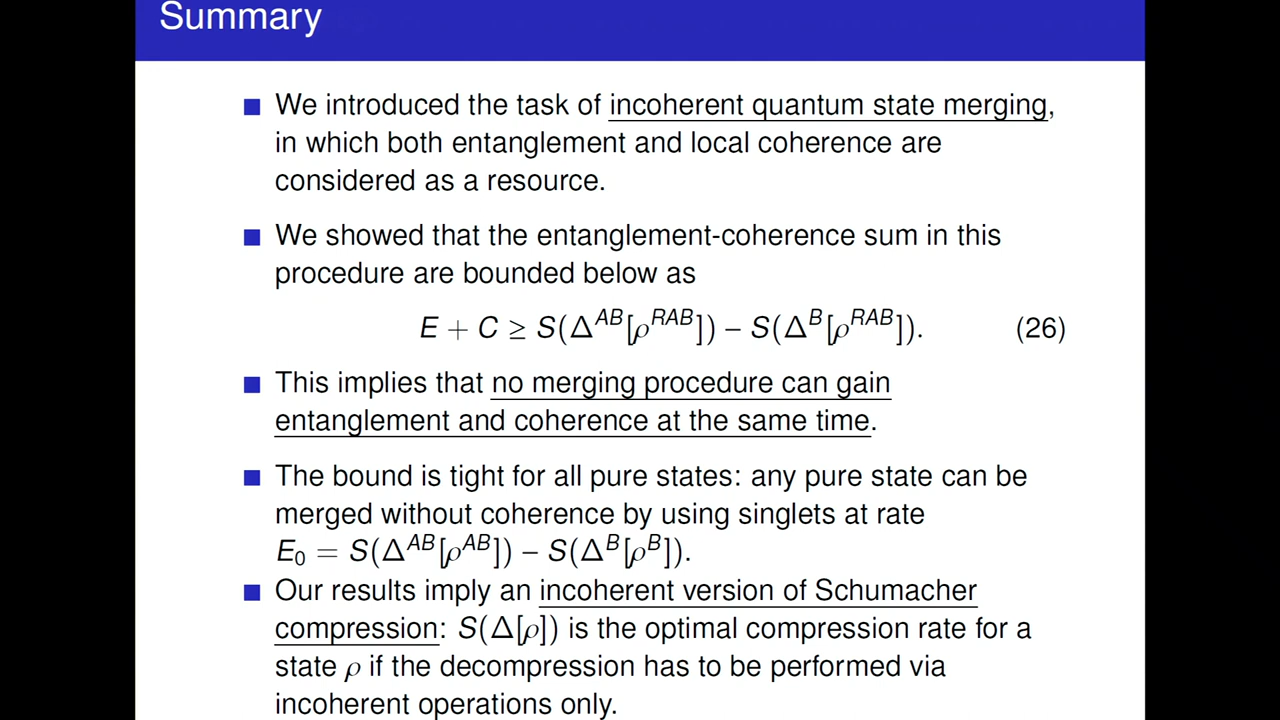 Summary
We introduced the task of incoherent quantum state merging,
in which both entanglement and local coherence are
considered as a resource.
We showed that the entanglement-coherence sum in this
procedure are bounded below as
E + C ≥ S(Δ^{AB}[ρ^{RAB}]) – S(Δ^{B}[ρ^{RAB}]). (26)
This implies that no merging procedure can gain
entanglement and coherence at the same time.
The bound is tight for all pure states: any pure state can be
merged without coherence by using singlets at rate
E₀ = S(Δ^{AB}[ρ^{AB}]) – S(Δ^{B}[ρ^{B}]).
Our results imply an incoherent version of Schumacher
compression: S(Δ[ρ]) is the optimal compression rate for a
state ρ if the decompression has to be performed via
incoherent operations only.